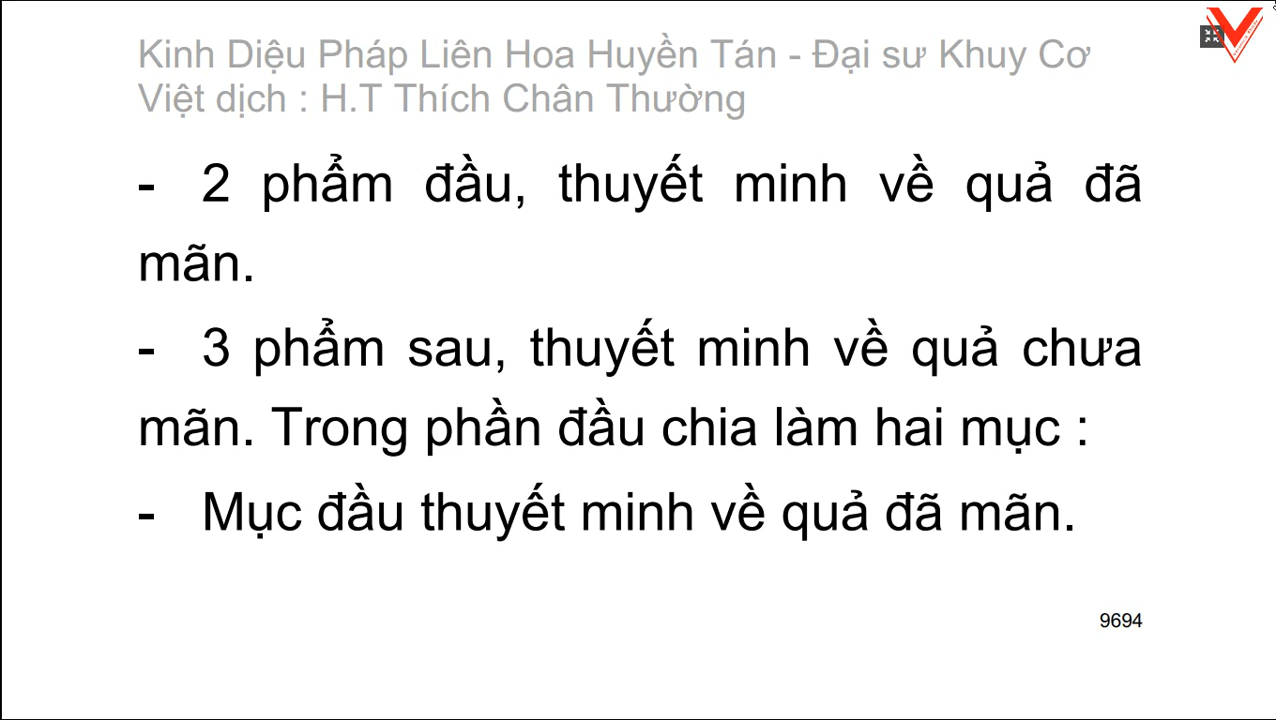 Kinh Diệu Pháp Liên Hoa Huyền Tán - Đại sư Khuy Cơ
Việt dịch : H.T Thích Chân Thường
- 2 phẩm đầu, thuyết minh về quả đã
mãn.
- 3 phẩm sau, thuyết minh về quả chưa
mãn. Trong phần đầu chia làm hai mục :
- Mục đầu thuyết minh về quả đã mãn.
9694